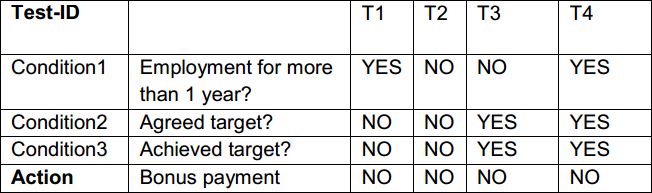 Test-ID T1 T2 T3 T4
Condition1 Employment for more than 1 year? YES NO NO YES
Condition2 Agreed target? NO NO YES YES
Condition3 Achieved target? NO NO YES YES
Action Bonus payment NO NO NO NO